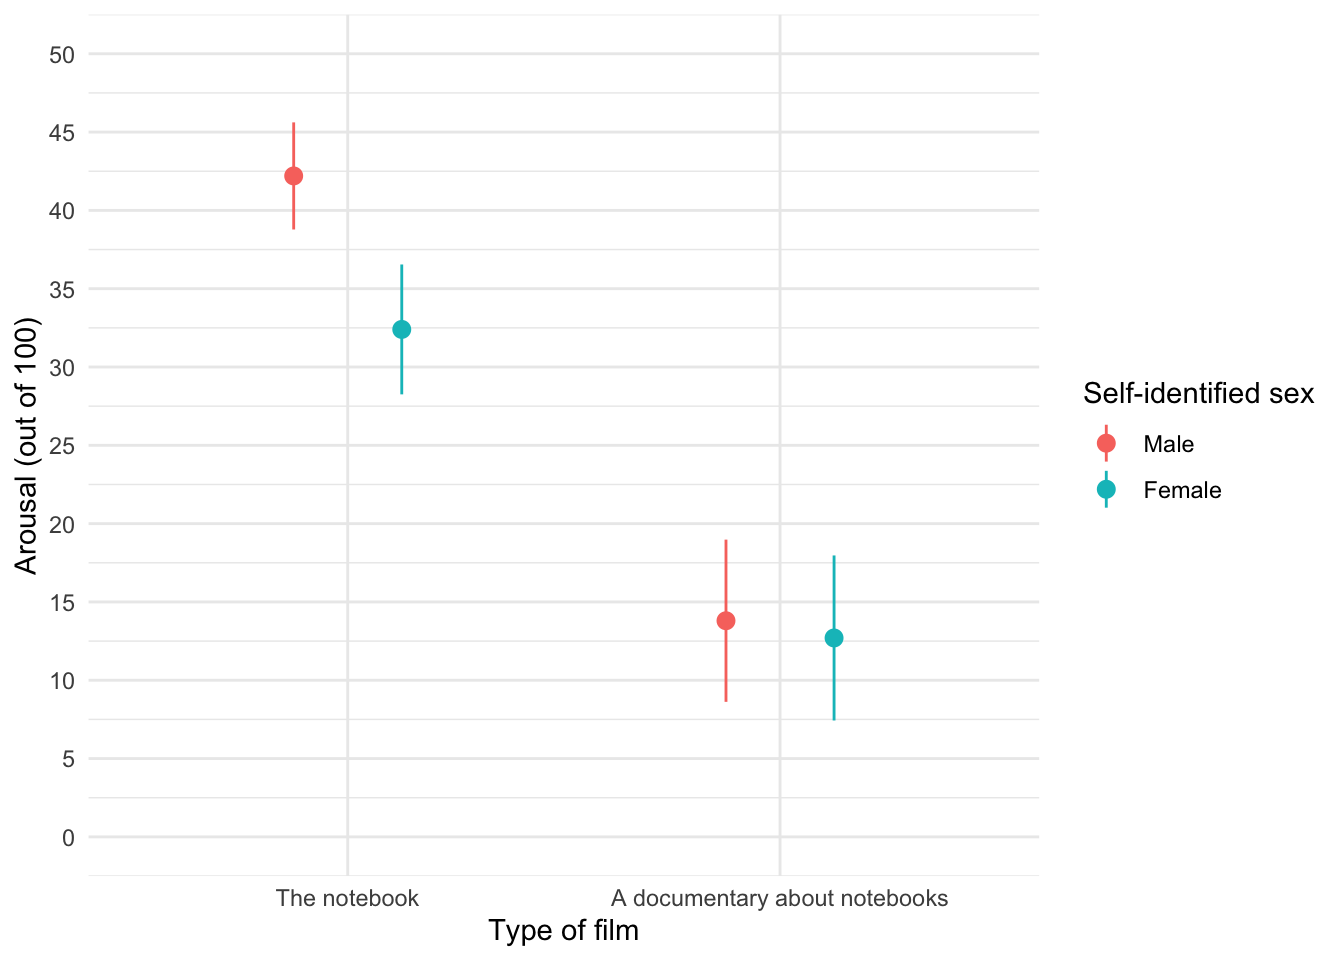 50
45
40
35
30
25
20
15
10
5
0
Arousal (out of 100)
The notebook
A documentary about notebooks
Type of film
Self-identified sex
Male
Female